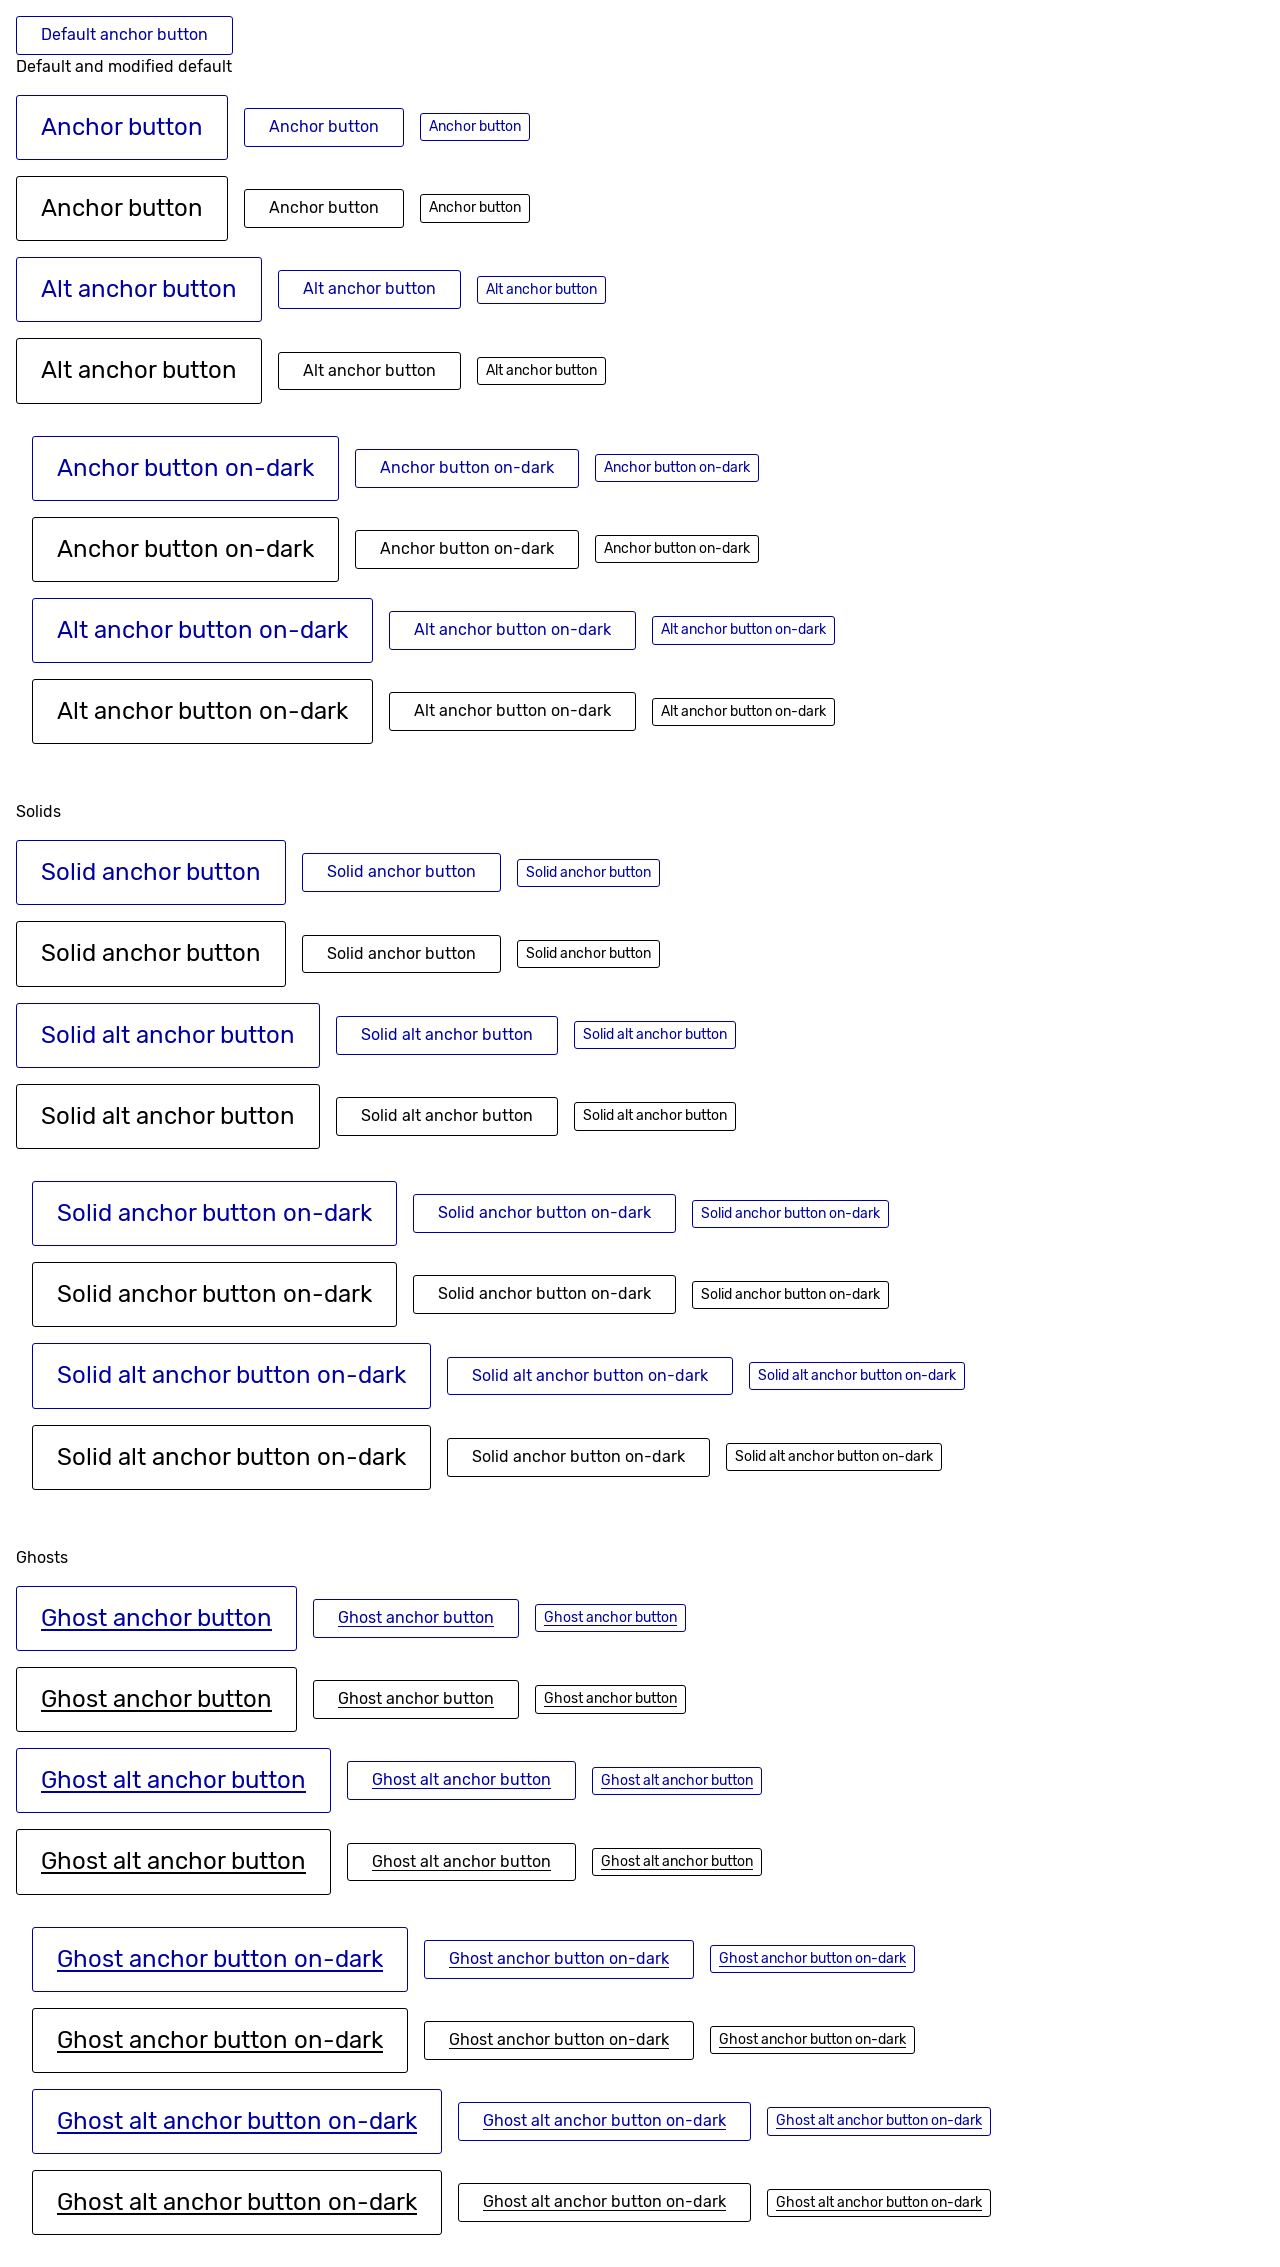 Default anchor button
Default and modified default
Anchor button Anchor button Anchor button
Anchor button Anchor button Anchor button
Alt anchor button Alt anchor button Alt anchor button
Alt anchor button Alt anchor button Alt anchor button
Anchor button on-dark Anchor button on-dark Anchor button on-dark
Anchor button on-dark Anchor button on-dark Anchor button on-dark
Alt anchor button on-dark Alt anchor button on-dark Alt anchor button on-dark
Alt anchor button on-dark Alt anchor button on-dark Alt anchor button on-dark
Solids
Solid anchor button Solid anchor button Solid anchor button
Solid anchor button Solid anchor button Solid anchor button
Solid alt anchor button Solid alt anchor button Solid alt anchor button
Solid alt anchor button Solid alt anchor button Solid alt anchor button
Solid anchor button on-dark Solid anchor button on-dark Solid anchor button on-dark
Solid anchor button on-dark Solid anchor button on-dark Solid anchor button on-dark
Solid alt anchor button on-dark Solid alt anchor button on-dark Solid alt anchor button on-dark
Solid alt anchor button on-dark Solid anchor button on-dark Solid alt anchor button on-dark
Ghosts
Ghost anchor button Ghost anchor button Ghost anchor button
Ghost anchor button Ghost anchor button Ghost anchor button
Ghost alt anchor button Ghost alt anchor button Ghost alt anchor button
Ghost alt anchor button Ghost alt anchor button Ghost alt anchor button
Ghost anchor button on-dark Ghost anchor button on-dark Ghost anchor button on-dark
Ghost anchor button on-dark Ghost anchor button on-dark Ghost anchor button on-dark
Ghost alt anchor button on-dark Ghost alt anchor button on-dark Ghost alt anchor button on-dark
Ghost alt anchor button on-dark Ghost alt anchor button on-dark Ghost alt anchor button on-dark